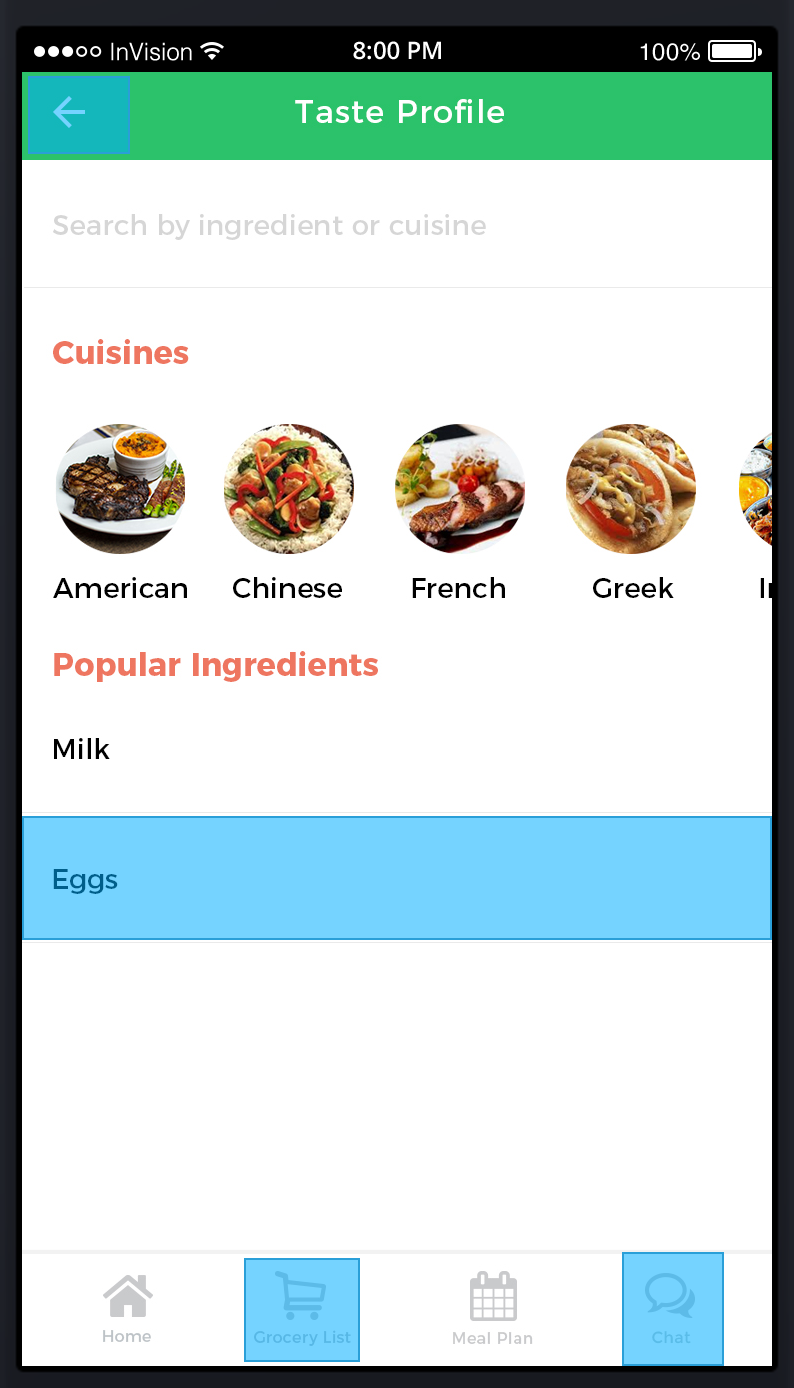 InVision 8:00 PM 100%
Taste Profile
Search by ingredient or cuisine
Cuisines
American Chinese French Greek
Popular Ingredients
Milk
Eggs
Home Grocery List Meal Plan Chat